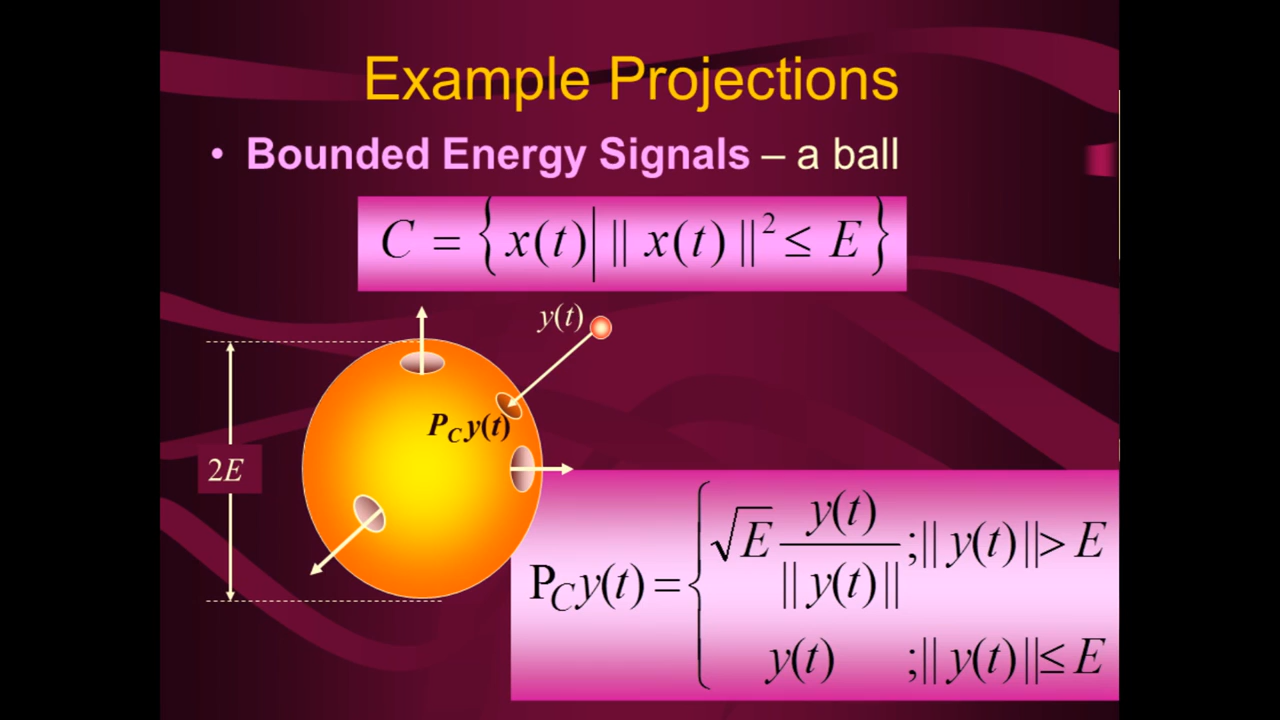 Example Projections
• Bounded Energy Signals – a ball
C = { x(t) | || x(t) ||² ≤ E }
y(t)
P_C y(t)
2E
P_C y(t) = { √E y(t) / || y(t) || ; || y(t) || > E
y(t) ; || y(t) || ≤ E